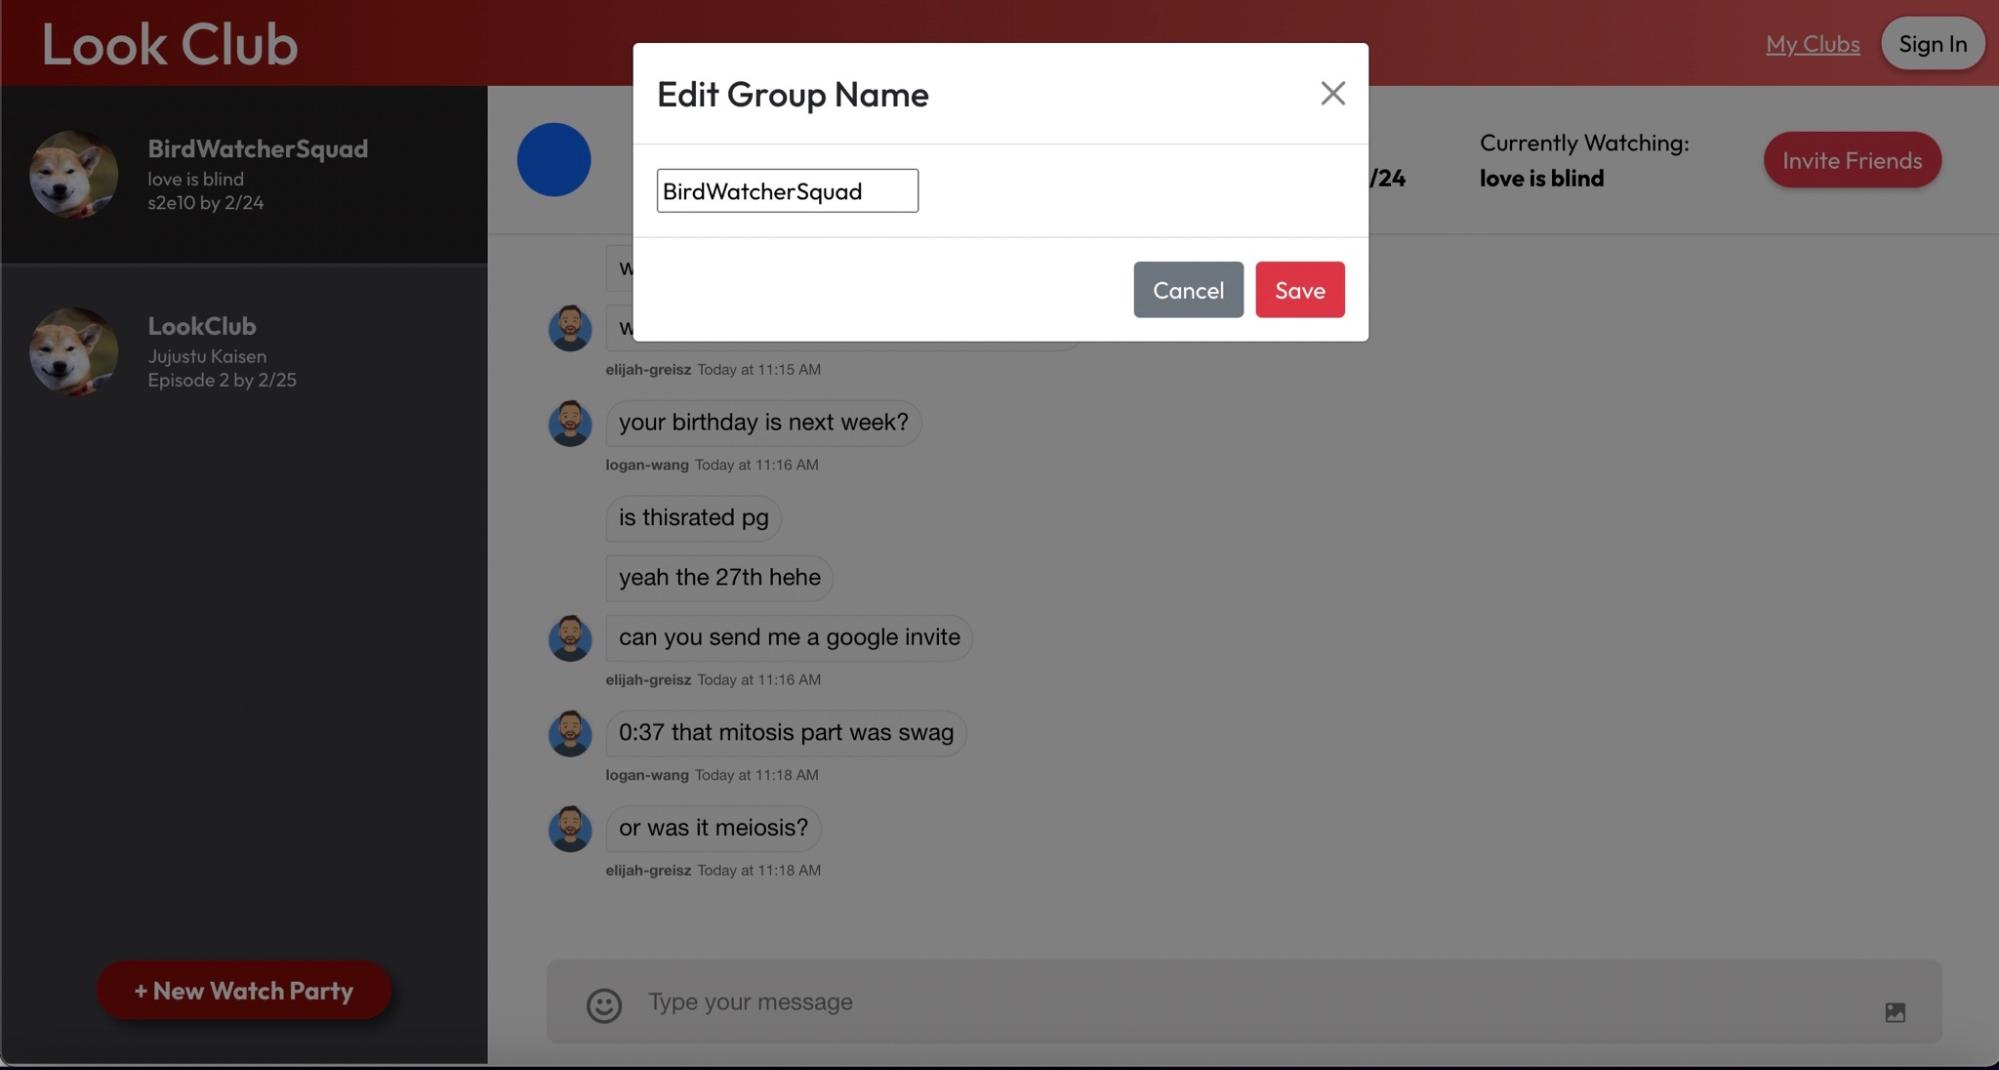 Look Club
My Clubs
Sign In
Edit Group Name
BirdWatcherSquad
Cancel
Save
BirdWatcherSquad
love is blind
s2e10 by 2/24
LookClub
Jujustu Kaisen
Episode 2 by 2/25
+ New Watch Party
/24
Currently Watching:
love is blind
Invite Friends
elijah-greisz Today at 11:15 AM
your birthday is next week?
logan-wang Today at 11:16 AM
is thisrated pg
yeah the 27th hehe
can you send me a google invite
elijah-greisz Today at 11:16 AM
0:37 that mitosis part was swag
logan-wang Today at 11:18 AM
or was it meiosis?
elijah-greisz Today at 11:18 AM
Type your message